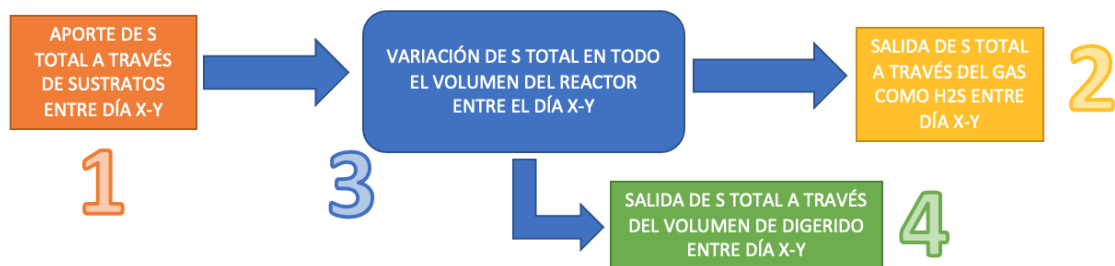 APORTE DE S
TOTAL A TRAVÉS
DE SUSTRATOS
ENTRE DÍA X-Y
1
VARIACIÓN DE S TOTAL EN TODO
EL VOLUMEN DEL REACTOR
ENTRE EL DÍA X-Y
3
SALIDA DE S TOTAL
A TRAVÉS DEL GAS
COMO H2S ENTRE
DÍA X-Y
2
SALIDA DE S TOTAL A TRAVÉS
DEL VOLUMEN DE DIGERIDO
ENTRE DÍA X-Y
4